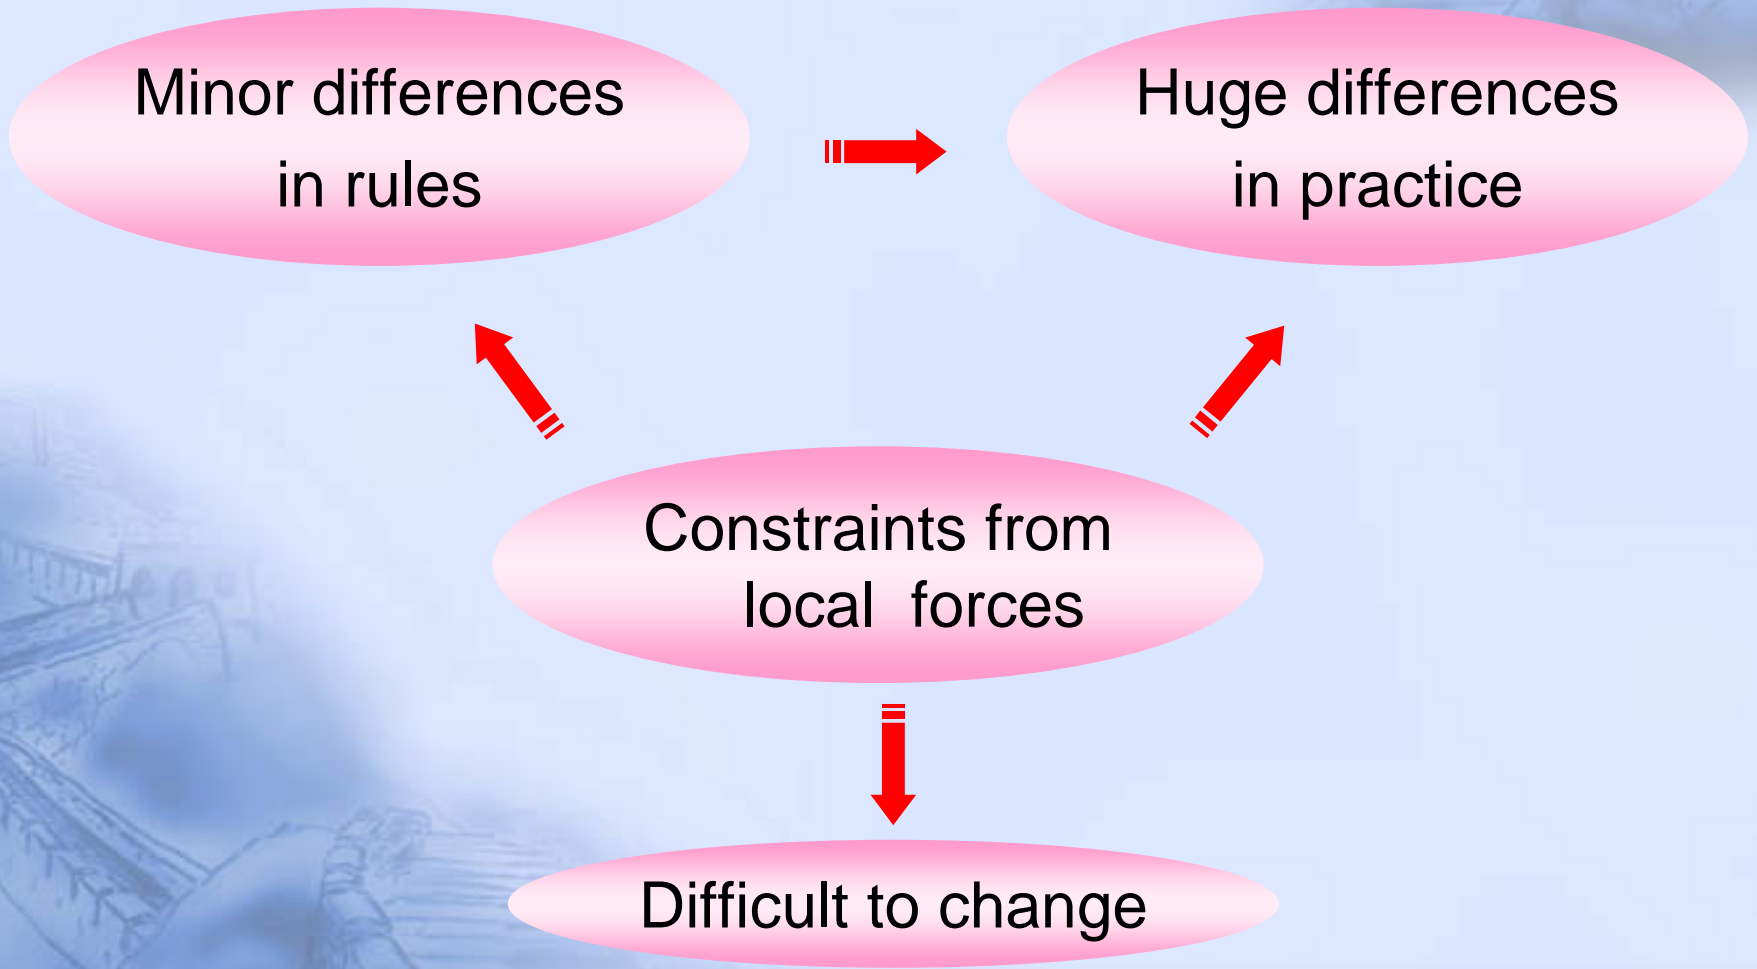 Minor differences
in rules
Huge differences
in practice
Constraints from
local  forces
Difficult to change